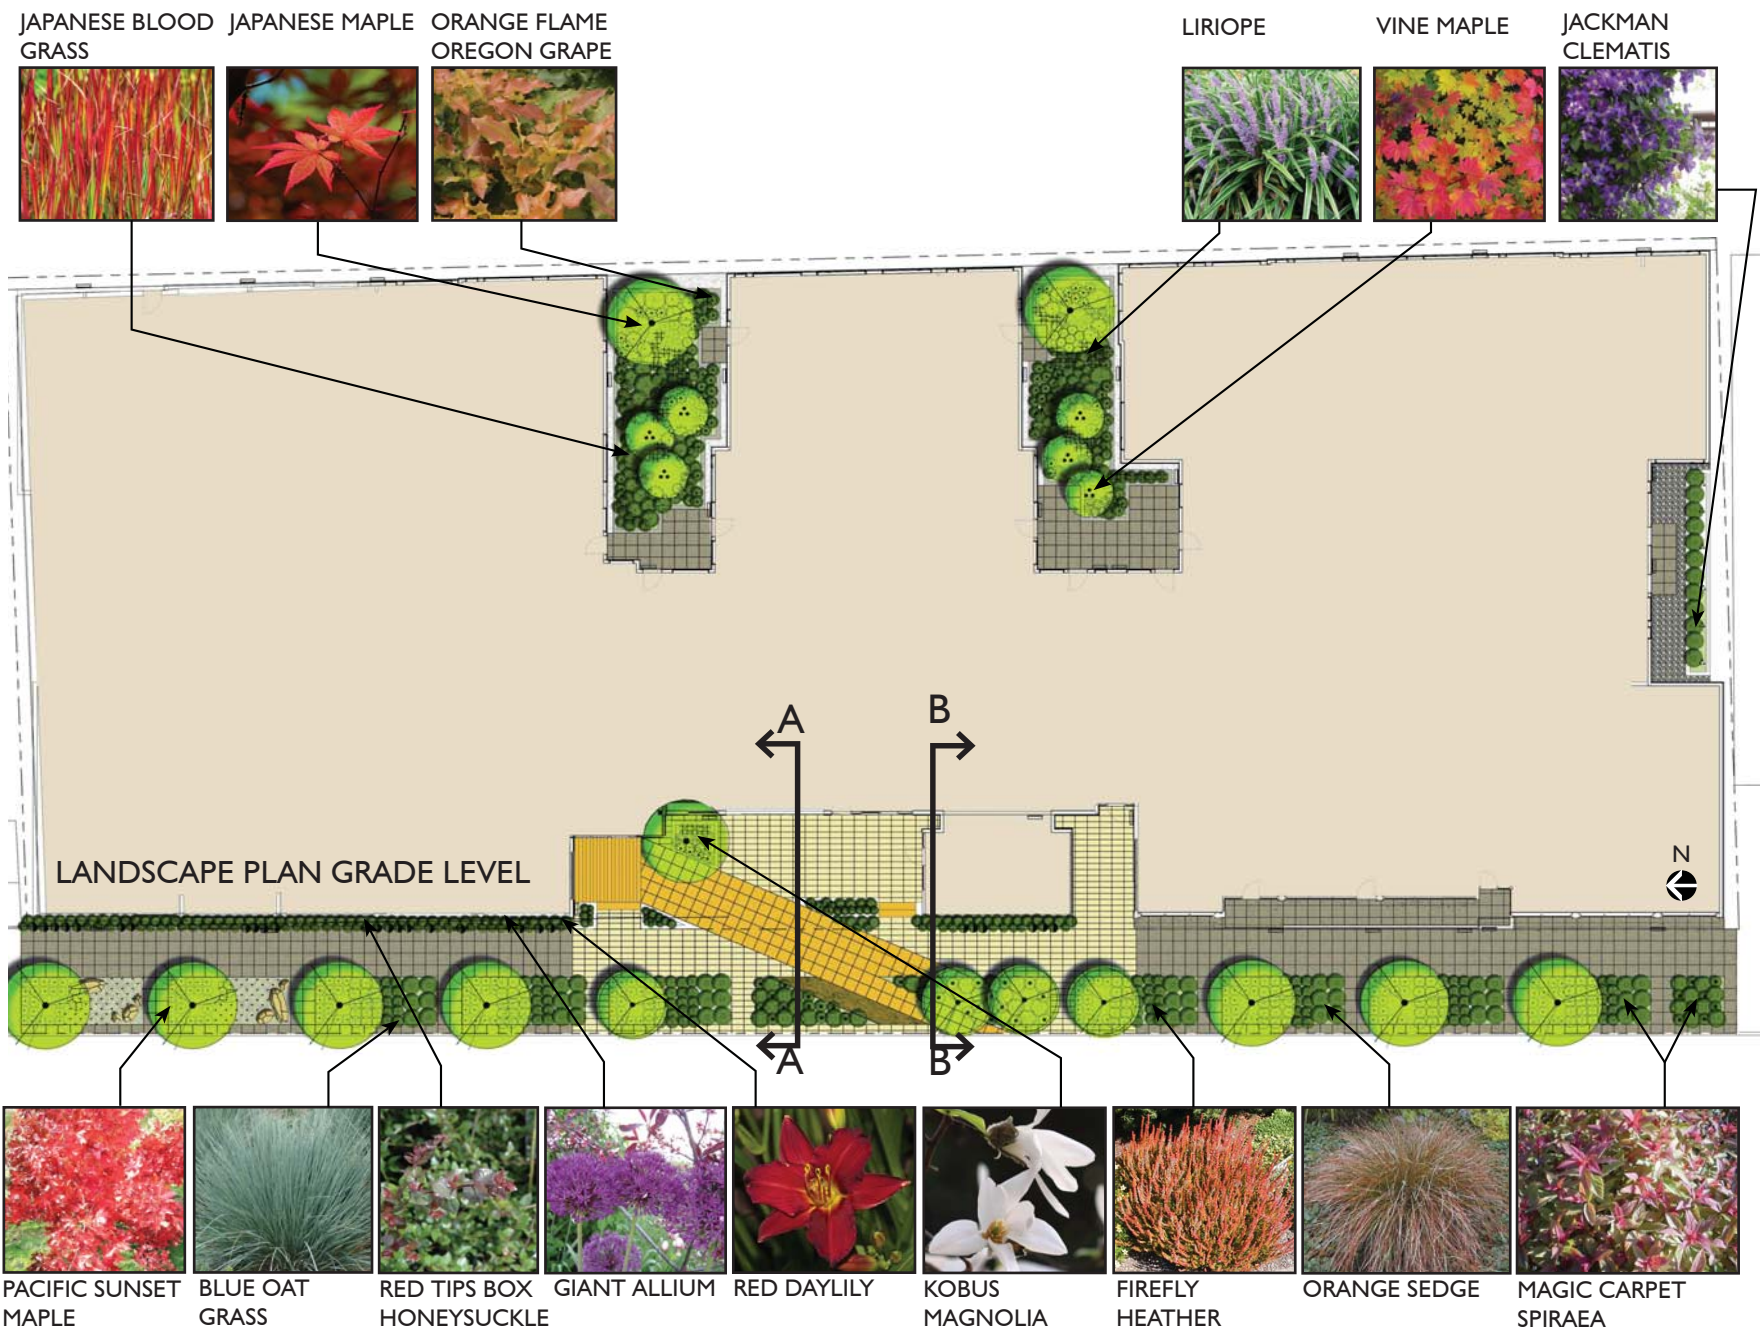 JAPANESE BLOOD
GRASS
JAPANESE MAPLE
ORANGE FLAME
OREGON GRAPE
LIRIOPE
VINE MAPLE
JACKMAN
CLEMATIS
A
B
LANDSCAPE PLAN GRADE LEVEL
N
A
B
PACIFIC SUNSET
MAPLE
BLUE OAT
GRASS
RED TIPS BOX
HONEYSUCKLE
GIANT ALLIUM
RED DAYLILY
KOBUS
MAGNOLIA
FIREFLY
HEATHER
ORANGE SEDGE
MAGIC CARPET
SPIRAEA